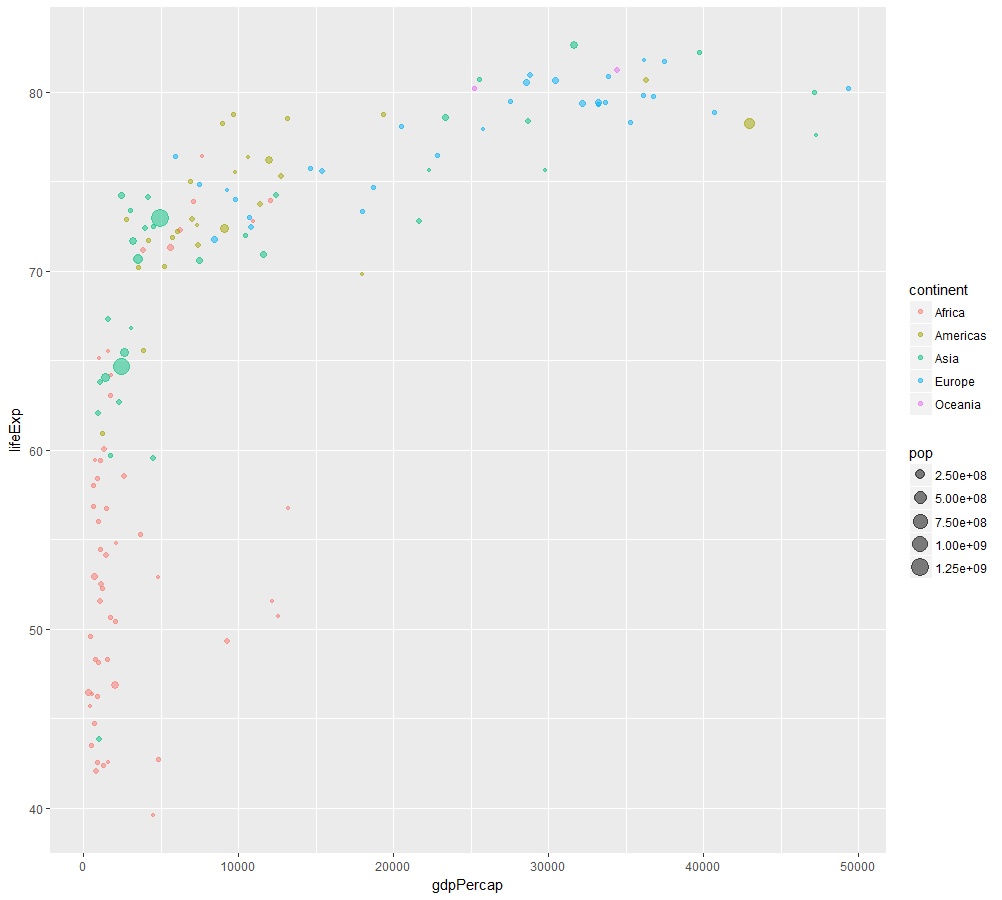 lifeExp
80
70
60
50
40
0
10000
20000
30000
40000
50000
gdpPercap
continent
Africa
Americas
Asia
Europe
Oceania
pop
2.50e+08
5.00e+08
7.50e+08
1.00e+09
1.25e+09